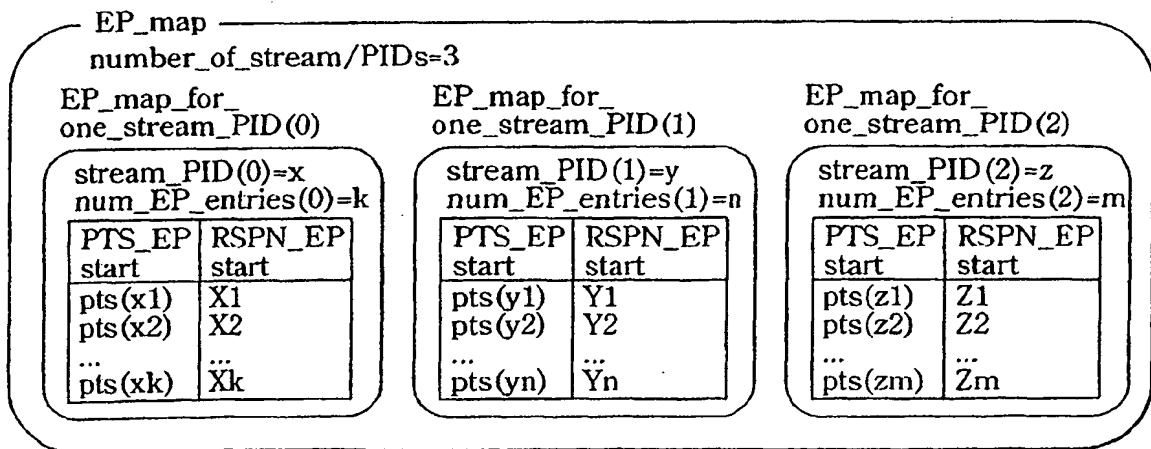 EP_map
number_of_stream/PIDs=3
EP_map_for_
one_stream_PID(0)
stream_PID(0)=x
num_EP_entries(0)=k
PTS_EP RSPN_EP
start start
pts(x1) X1
pts(x2) X2
... ...
pts(xk) Xk
EP_map_for_
one_stream_PID(1)
stream_PID(1)=y
num_EP_entries(1)=n
PTS_EP RSPN_EP
start start
pts(y1) Y1
pts(y2) Y2
... ...
pts(yn) Yn
EP_map_for_
one_stream_PID(2)
stream_PID(2)=z
num_EP_entries(2)=m
PTS_EP RSPN_EP
start start
pts(z1) Z1
pts(z2) Z2
... ...
pts(zm) Zm